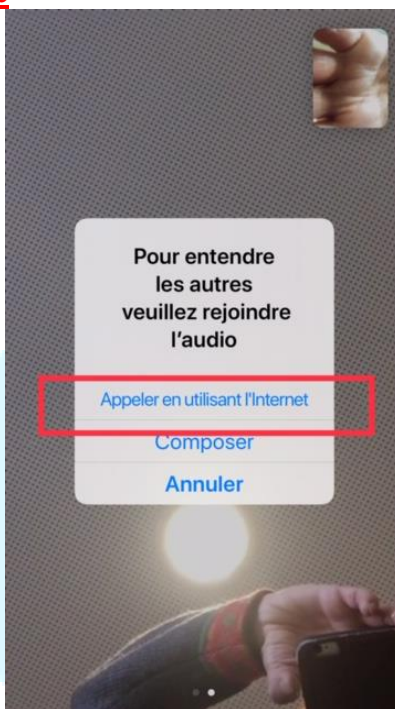 Pour entendre
les autres
veuillez rejoindre
l'audio
Appeler en utilisant l'Internet
Composer
Annuler